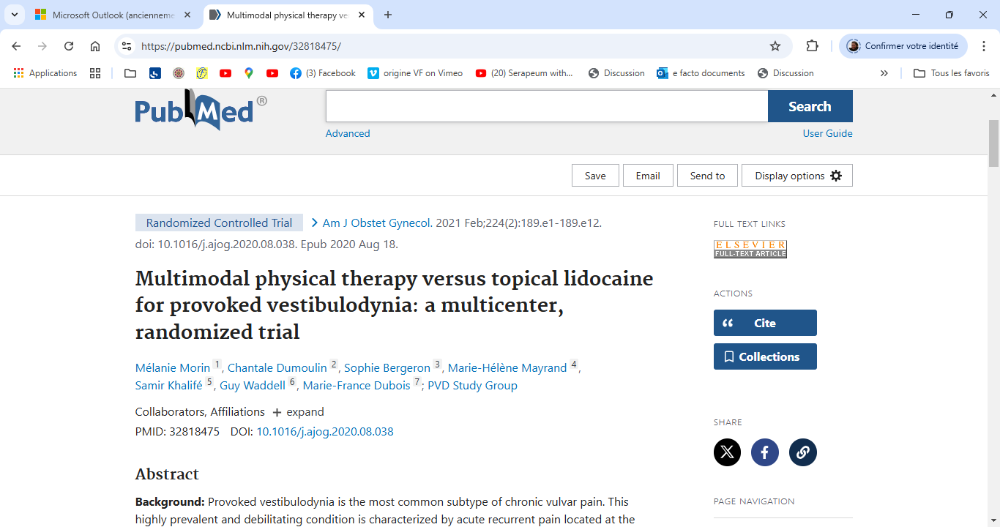 Microsoft Outlook (ancienneme
Multimodal physical therapy ve
https://pubmed.ncbi.nlm.nih.gov/32818475/
Confirmer votre identité
Applications
(3) Facebook
origine VF on Vimeo
(20) Serapeum with...
Discussion
e facto documents
Discussion
»
Tous les favoris
PubMed®
Search
Advanced
User Guide
Save
Email
Send to
Display options
Randomized Controlled Trial
Am J Obstet Gynecol. 2021 Feb;224(2):189.e1-189.e12.
doi: 10.1016/j.ajog.2020.08.038. Epub 2020 Aug 18.
Multimodal physical therapy versus topical lidocaine
for provoked vestibulodynia: a multicenter,
randomized trial
Mélanie Morin 1, Chantale Dumoulin 2, Sophie Bergeron 3, Marie-Hélène Mayrand 4,
Samir Khalifé 5, Guy Waddell 6, Marie-France Dubois 7; PVD Study Group
Collaborators, Affiliations + expand
PMID: 32818475 DOI: 10.1016/j.ajog.2020.08.038
Abstract
Background: Provoked vestibulodynia is the most common subtype of chronic vulvar pain. This
highly prevalent and debilitating condition is characterized by acute recurrent pain located at the
FULL TEXT LINKS
ELSEVIER
FULL-TEXT ARTICLE
ACTIONS
Cite
Collections
SHARE
PAGE NAVIGATION